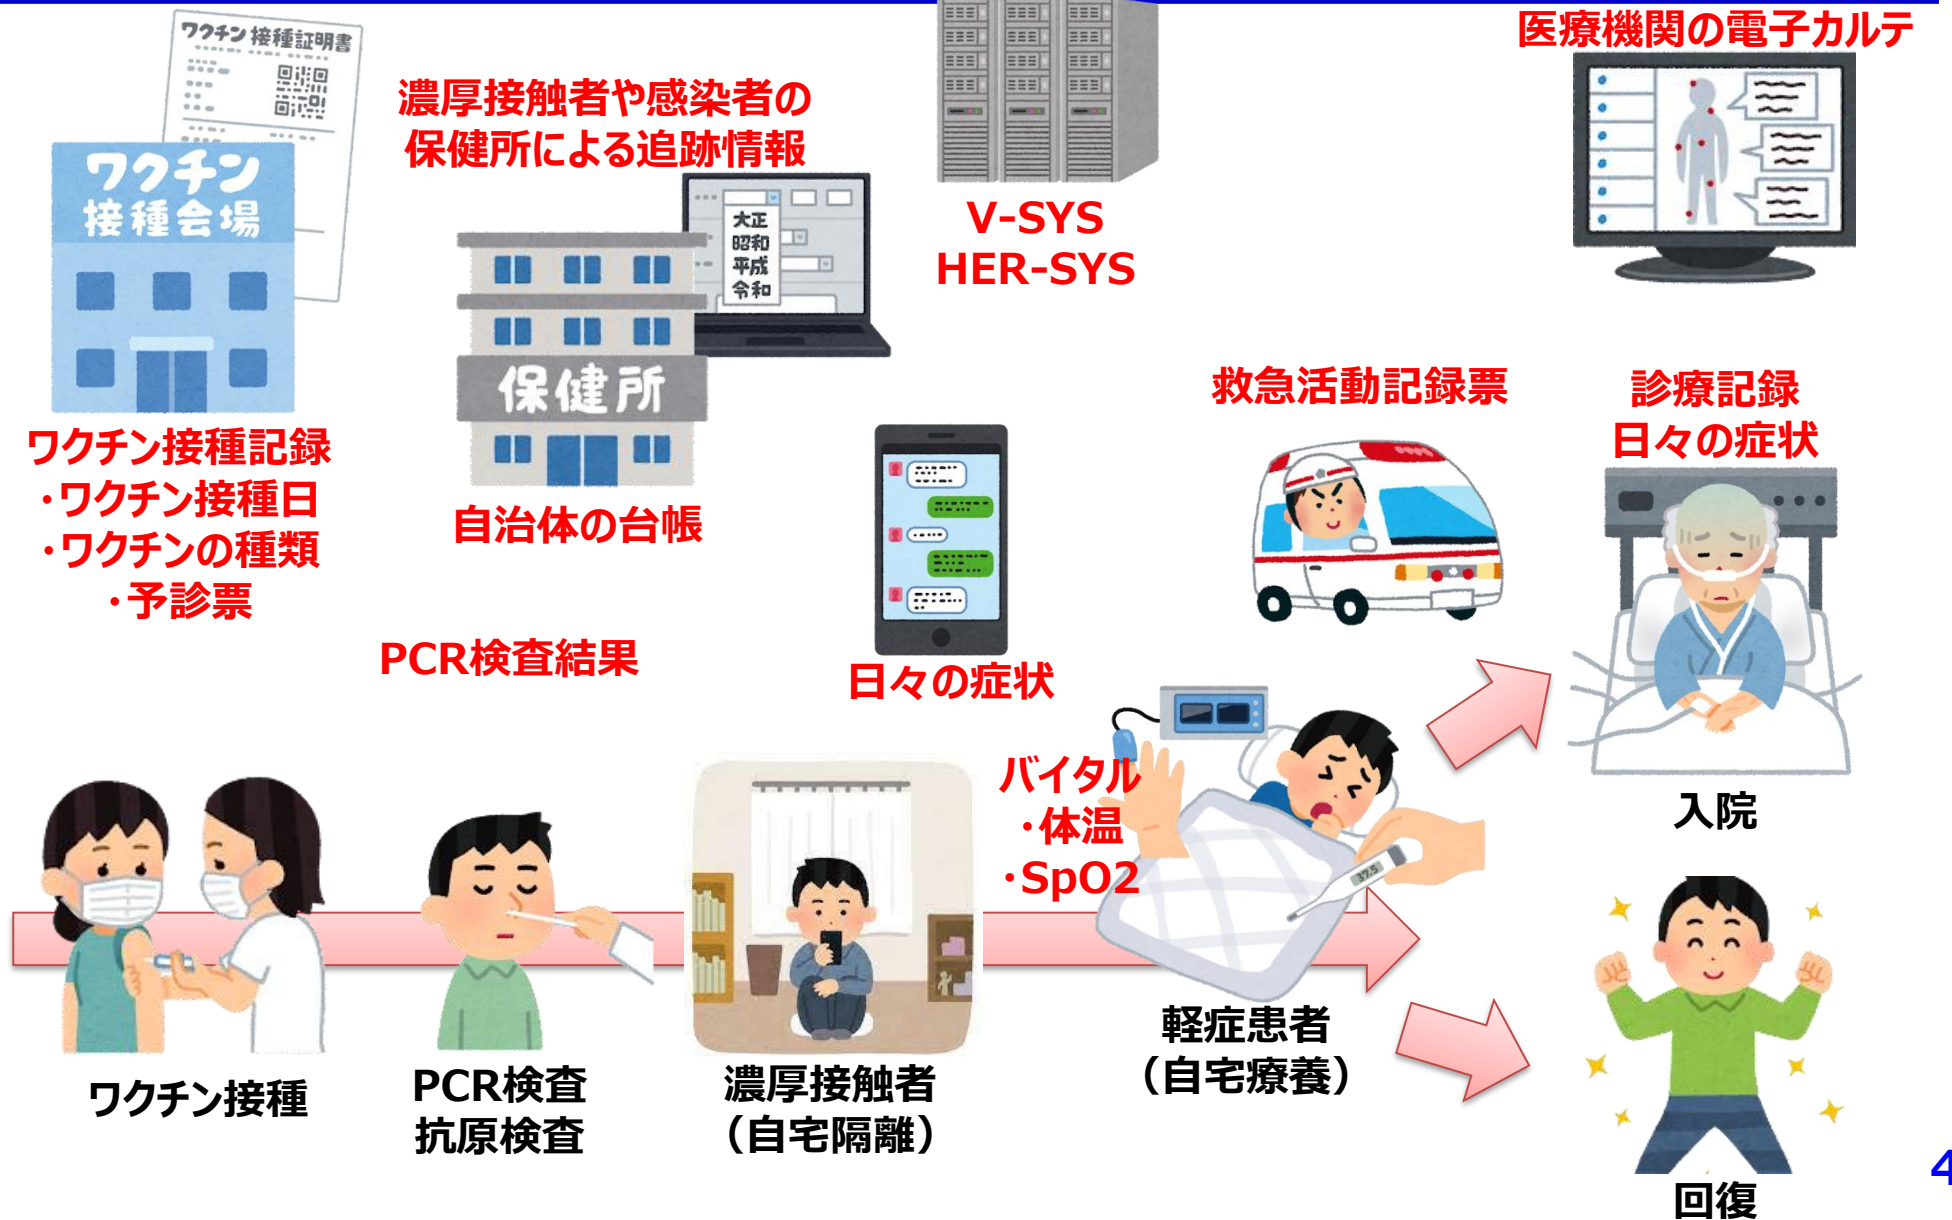 ワクチン接種証明書
ワクチン
接種会場
ワクチン接種記録
・ワクチン接種日
・ワクチンの種類
・予診票
濃厚接触者や感染者の
保健所による追跡情報
大正
昭和
平成
令和
保健所
自治体の台帳
V-SYS
HER-SYS
医療機関の電子カルテ
救急活動記録票
診療記録
日々の症状
PCR検査結果
日々の症状
バイタル
・体温
・SpO2
37.5
入院
ワクチン接種
PCR検査
抗原検査
濃厚接触者
（自宅隔離）
軽症患者
（自宅療養）
回復
4